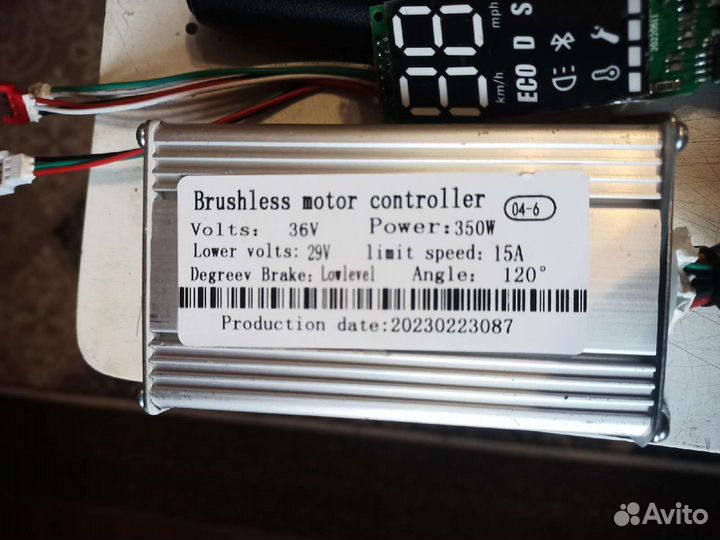 mph
km/h
ECO D S
20220611
Brushless motor controller
04-6
Volts: 36V Power:350W
Lower volts: 29V limit speed: 15A
Degreev Brake: Lowlevel Angle: 120°
Production date:20230223087
Avito